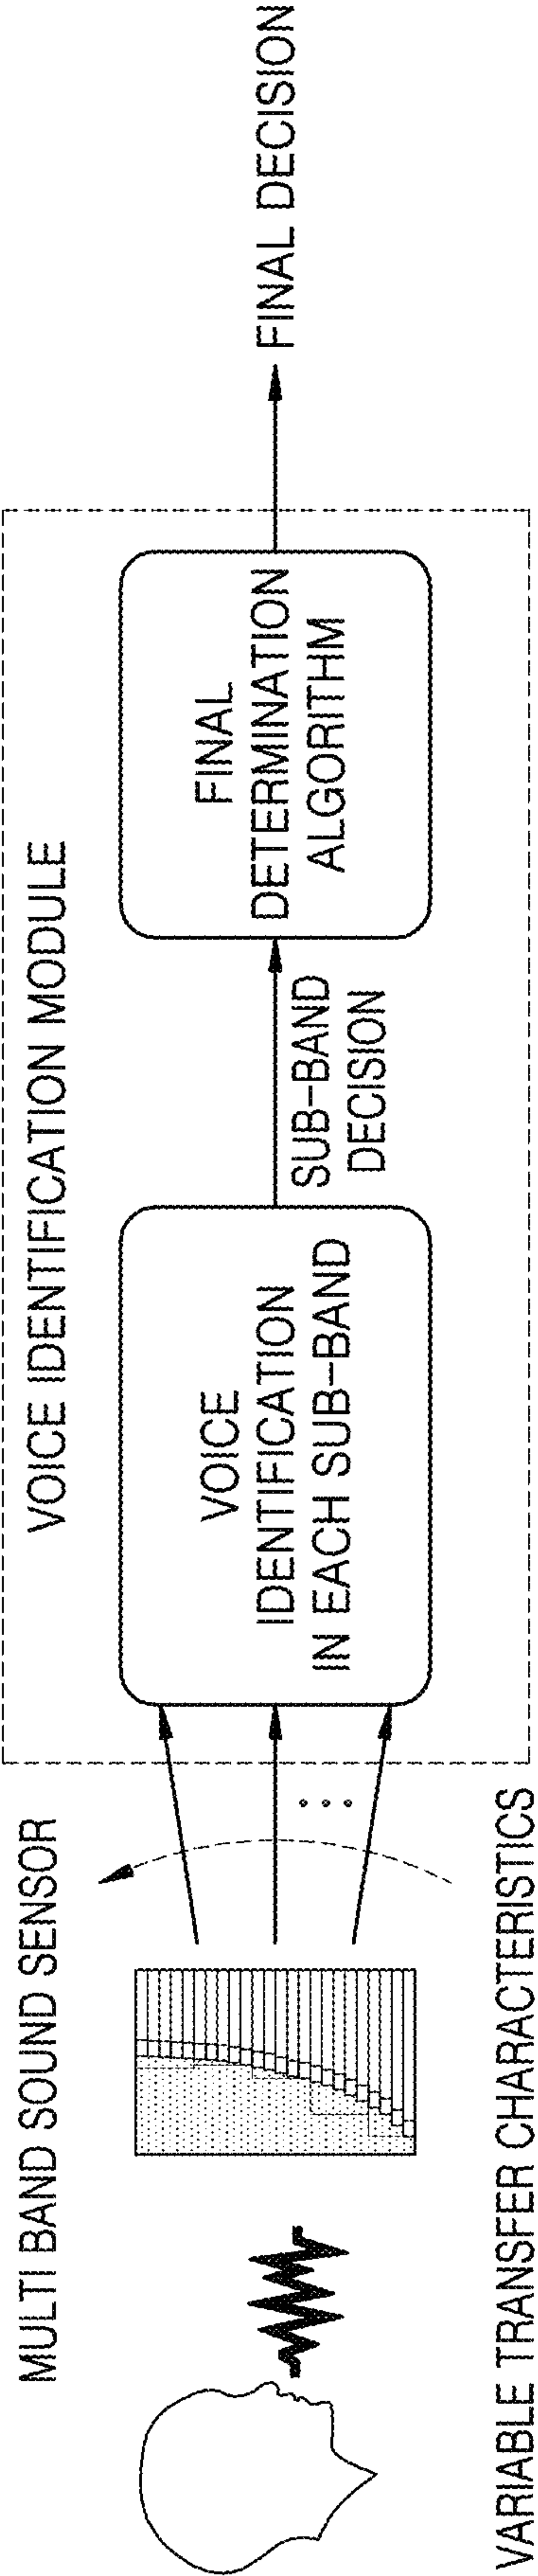 MULTI BAND SOUND SENSOR
VARIABLE TRANSFER CHARACTERISTICS
VOICE IDENTIFICATION MODULE
VOICE
IDENTIFICATION
IN EACH SUB-BAND
SUB-BAND
DECISION
FINAL
DETERMINATION
ALGORITHM
FINAL DECISION